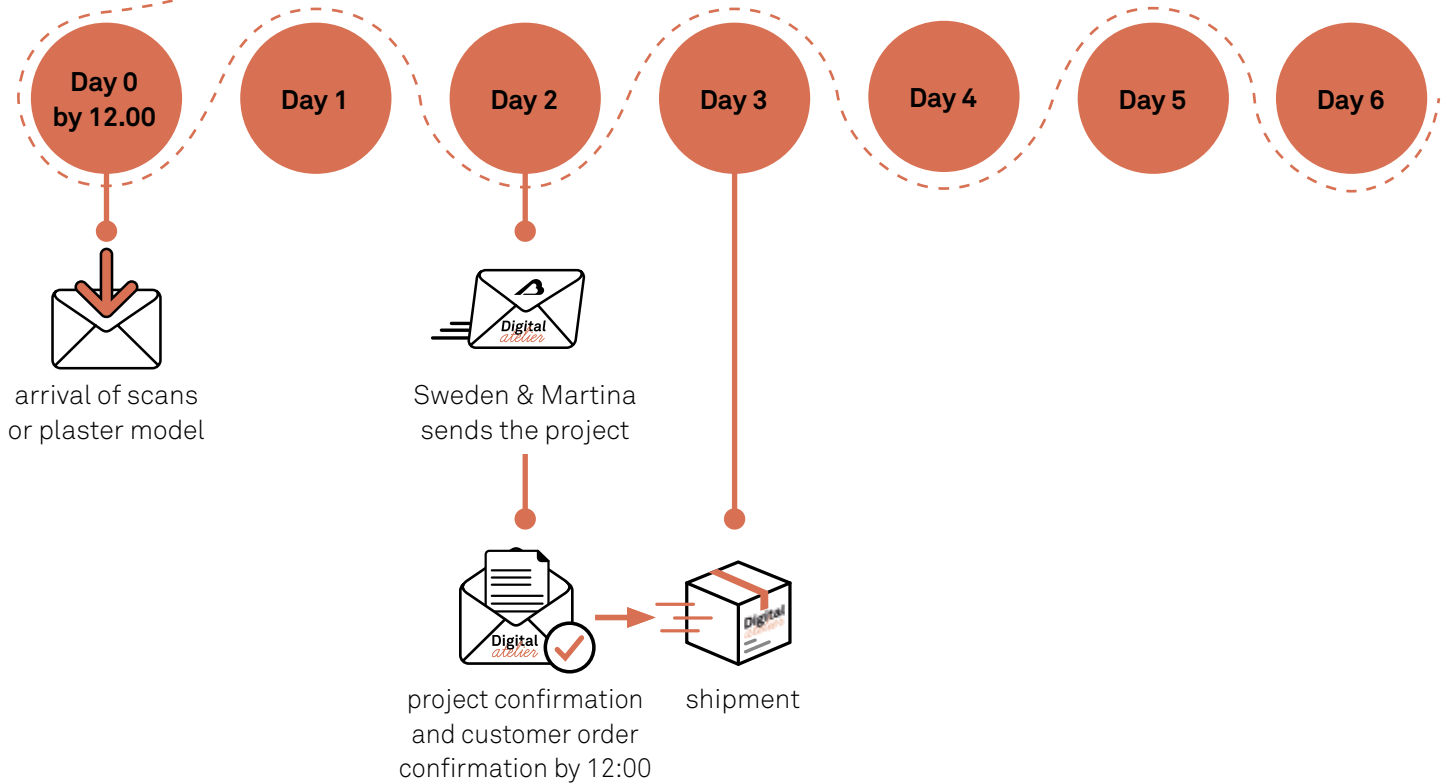 Day 0
by 12.00
Day 1
Day 2
Day 3
Day 4
Day 5
Day 6
arrival of scans
or plaster model
Digital
atelier
Sweden & Martina
sends the project
Digital
atelier
project confirmation
and customer order
confirmation by 12:00
Digital
atelier
shipment